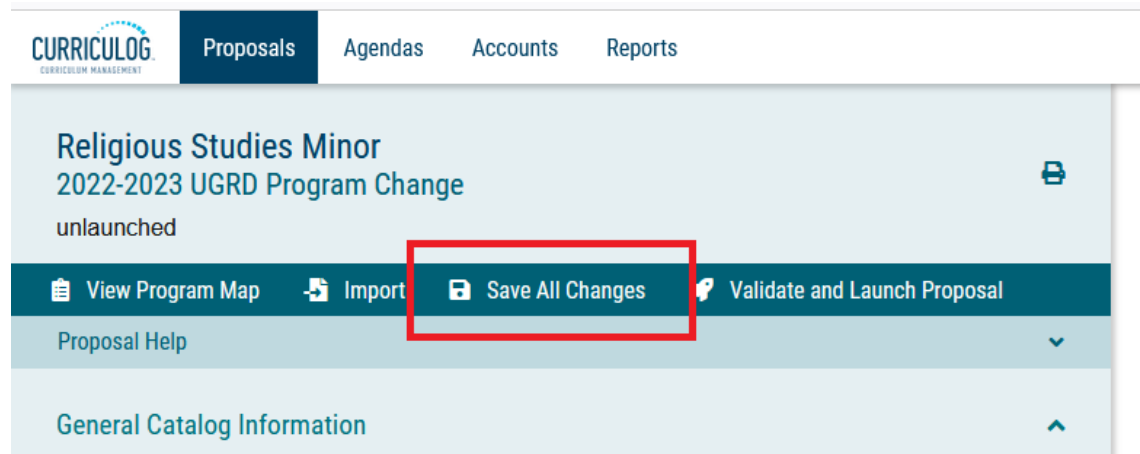 CURRICULOG. Proposals Agendas Accounts Reports
CURRICULUM MANAGEMENT
Religious Studies Minor
2022-2023 UGRD Program Change
unlaunched
View Program Map Import Save All Changes Validate and Launch Proposal
Proposal Help
General Catalog Information